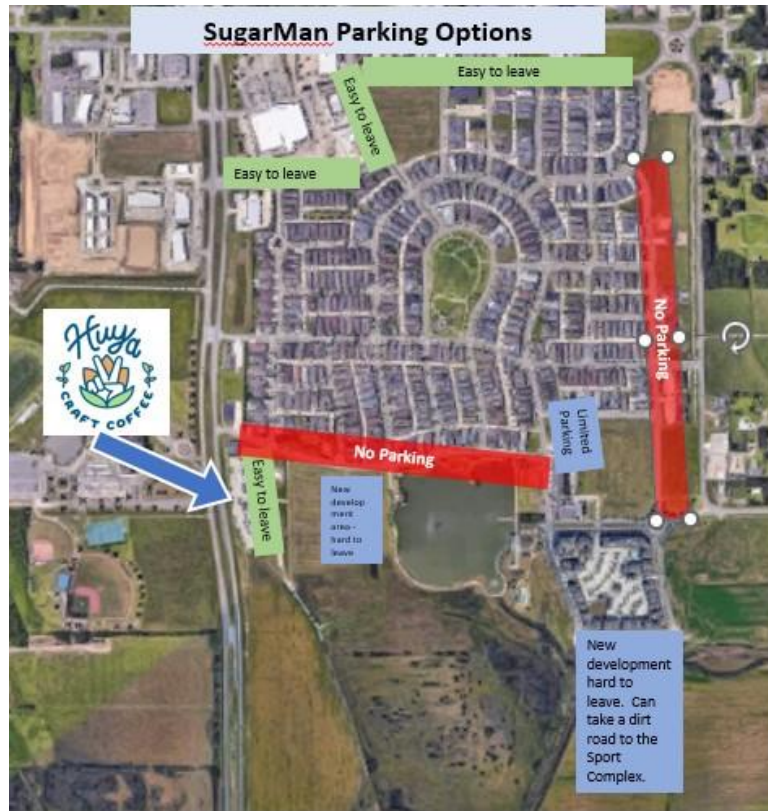 SugarMan Parking Options
Easy to leave
Easy to leave
Easy to leave
No Parking
Huya
CRAFT COFFEE
Limited
Parking
No Parking
Easy to leave
New
develop
ment
area -
hard to
leave
New
development
hard to
leave. Can
take a dirt
road to the
Sport
Complex.